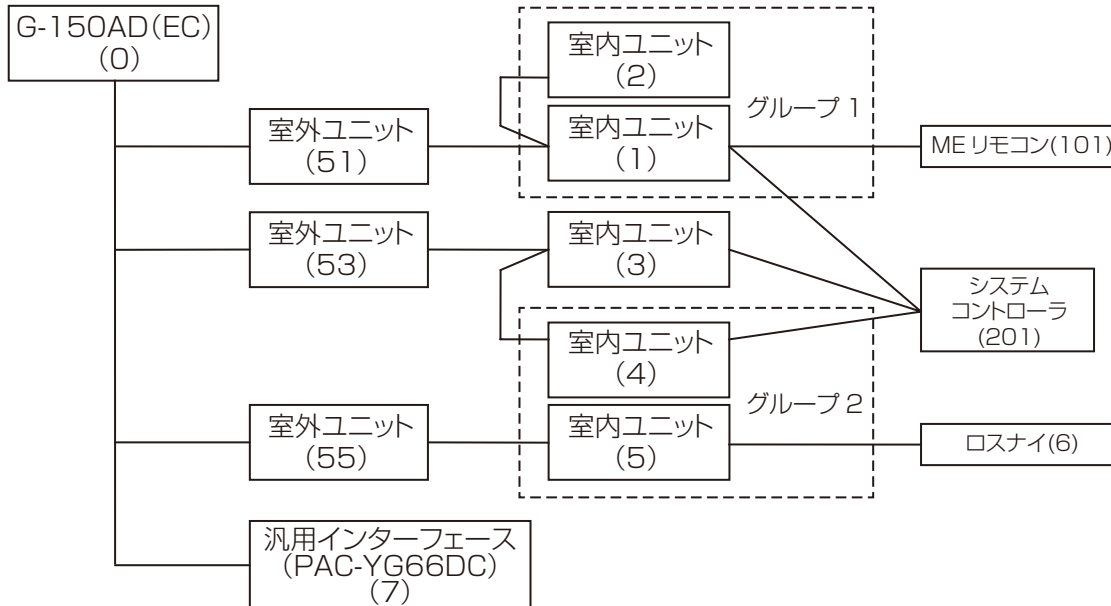 G-150AD(EC)
(0)
室内ユニット
(2)
グループ 1
室外ユニット
(51)
室内ユニット
(1)
ME リモコン(101)
室外ユニット
(53)
室内ユニット
(3)
システム
コントローラ
(201)
室内ユニット
(4)
グループ 2
室外ユニット
(55)
室内ユニット
(5)
ロスナイ(6)
汎用インターフェース
(PAC-YG66DC)
(7)